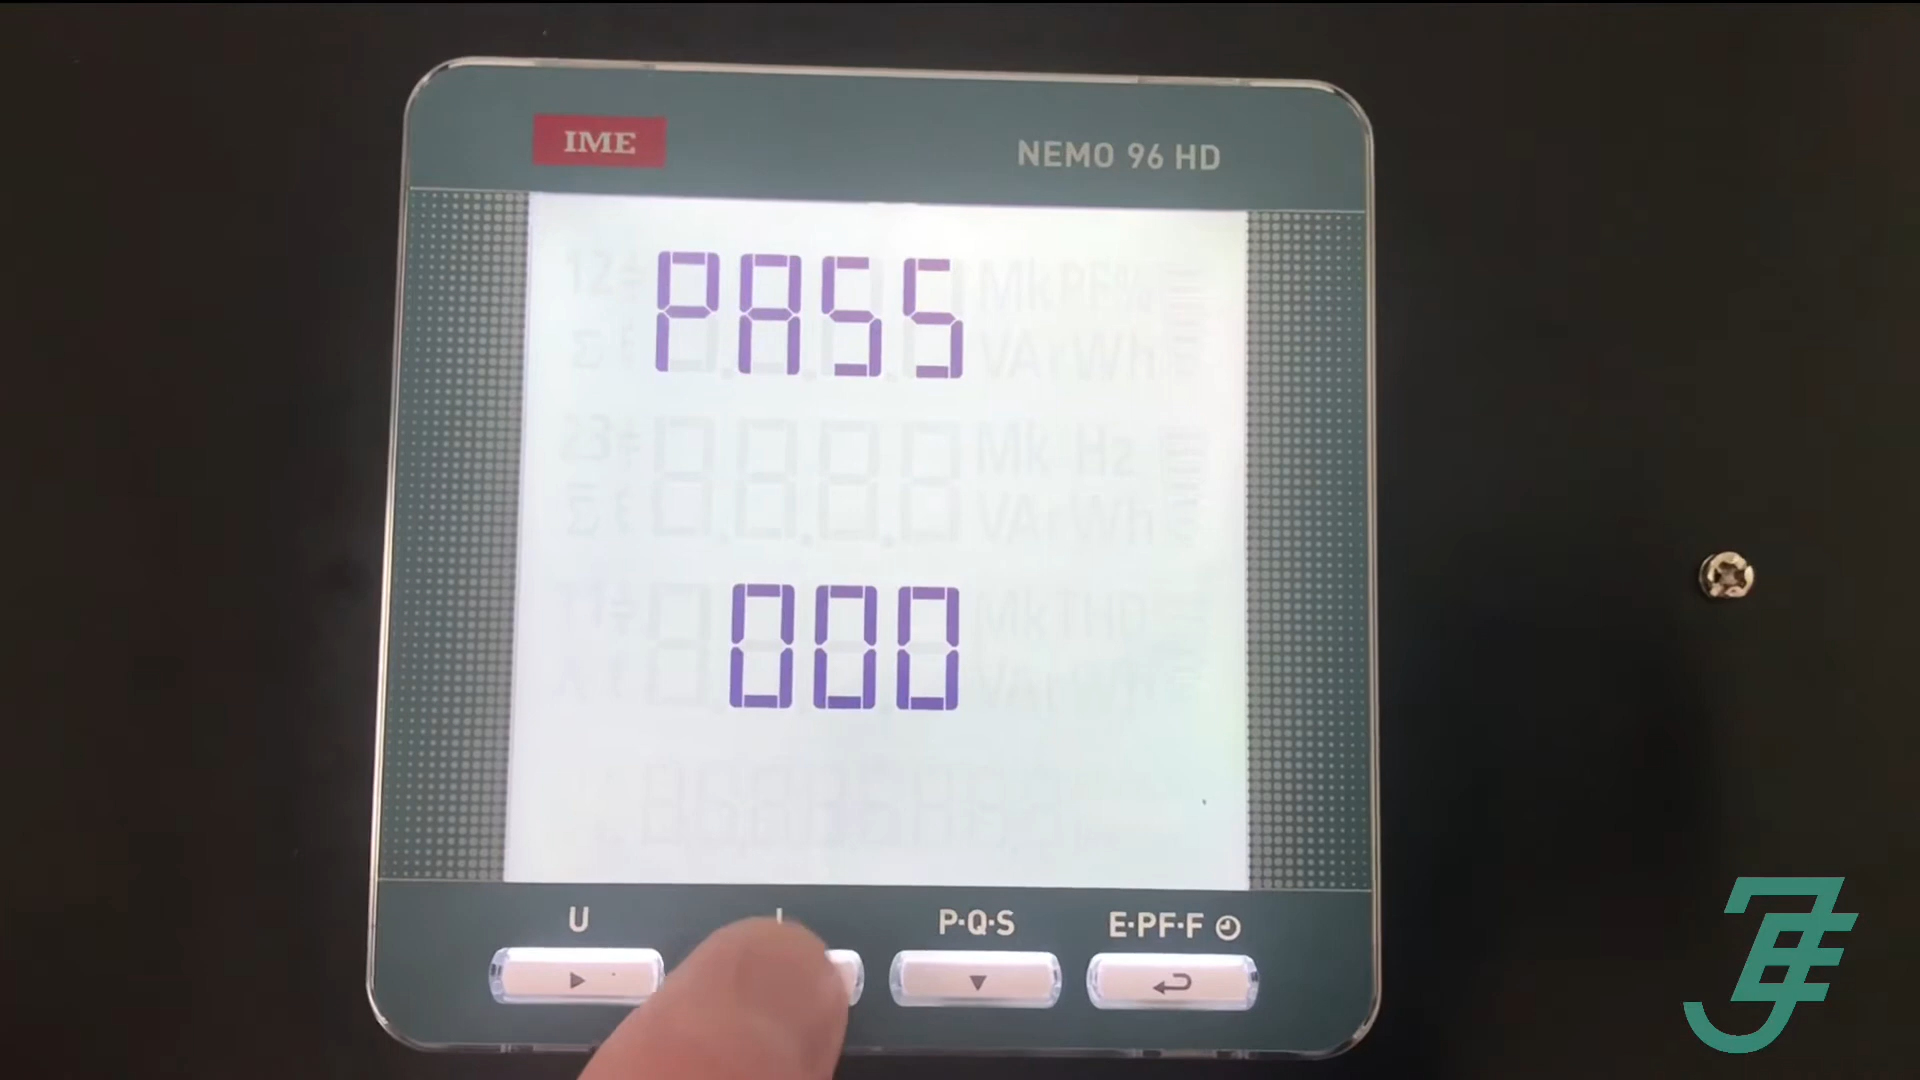 IME
NEMO 96 HD
PASS
000
U I P·Q·S E·PF·F